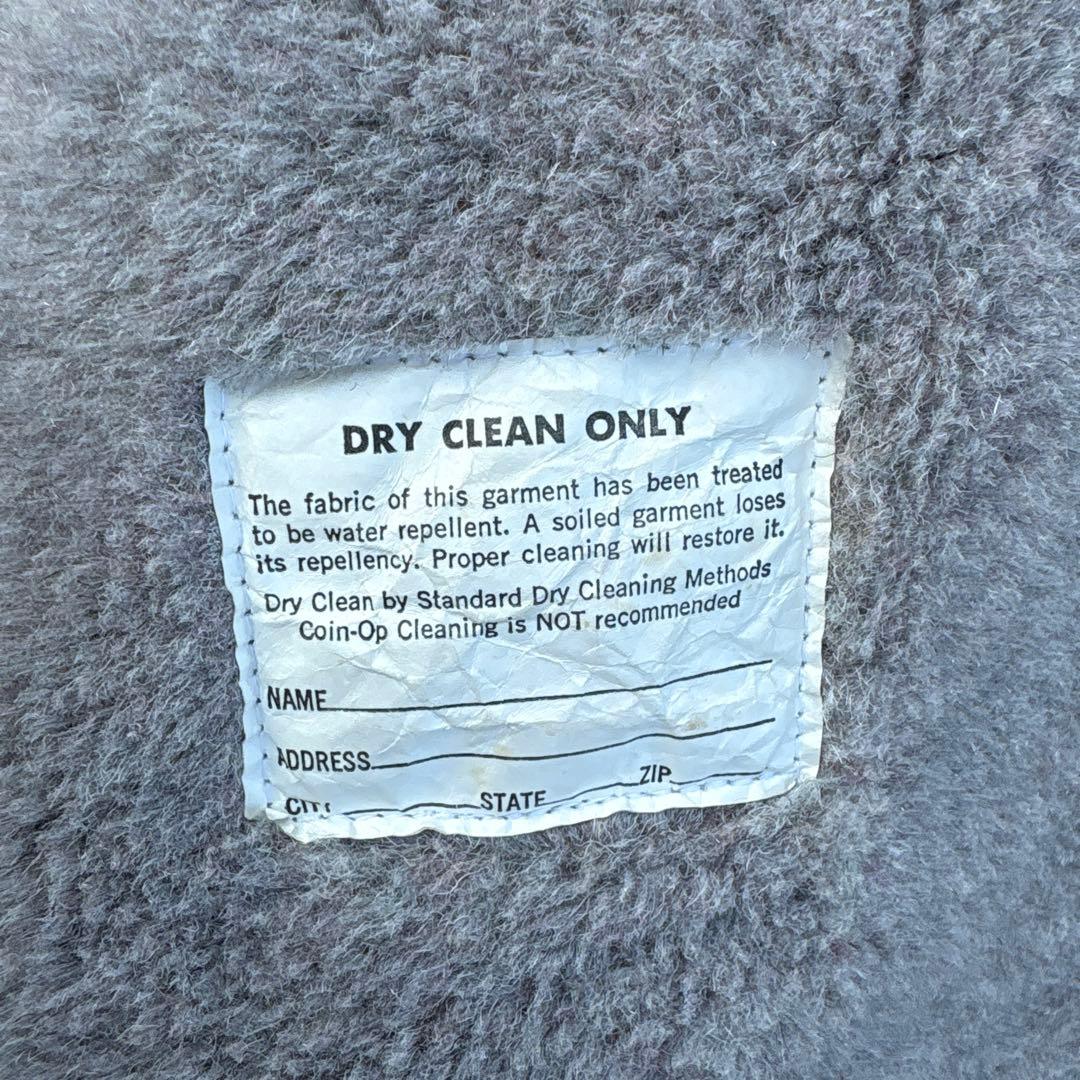 DRY CLEAN ONLY
The fabric of this garment has been treated
to be water repellent. A soiled garment loses
its repellency. Proper cleaning will restore it.
Dry Clean by Standard Dry Cleaning Methods
Coin-Op Cleaning is NOT recommended
NAME
ADDRESS
CITY STATE ZIP